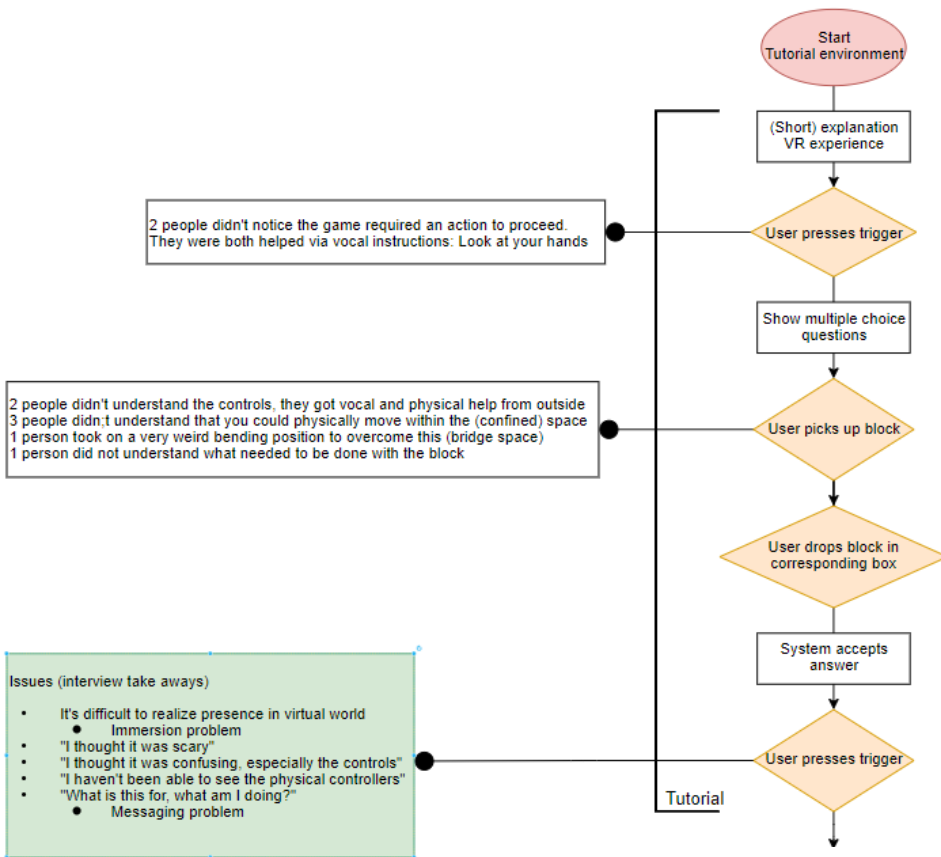 Start
Tutorial environment
(Short) explanation
VR experience
2 people didn't notice the game required an action to proceed.
They were both helped via vocal instructions: Look at your hands
User presses trigger
Show multiple choice
questions
2 people didn't understand the controls, they got vocal and physical help from outside
3 people didn;t understand that you could physically move within the (confined) space
1 person took on a very weird bending position to overcome this (bridge space)
1 person did not understand what needed to be done with the block
User picks up block
User drops block in
corresponding box
System accepts
answer
Issues (interview take aways)
• It's difficult to realize presence in virtual world
● Immersion problem
• "I thought it was scary"
• "I thought it was confusing, especially the controls"
• "I haven't been able to see the physical controllers"
• "What is this for, what am I doing?"
● Messaging problem
User presses trigger
Tutorial